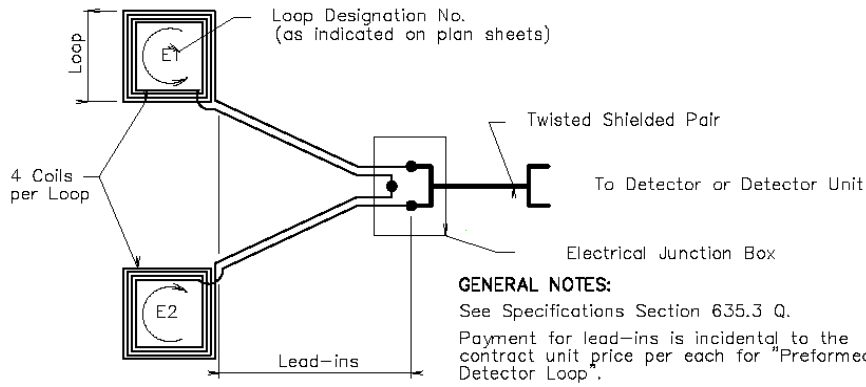 Loop Designation No.
(as indicated on plan sheets)
Loop
E1
Twisted Shielded Pair
4 Coils
per Loop
To Detector or Detector Unit
Electrical Junction Box
E2
GENERAL NOTES:
See Specifications Section 635.3 Q.
Payment for lead-ins is incidental to the
contract unit price per each for "Preformed
Detector Loop".
Lead-ins